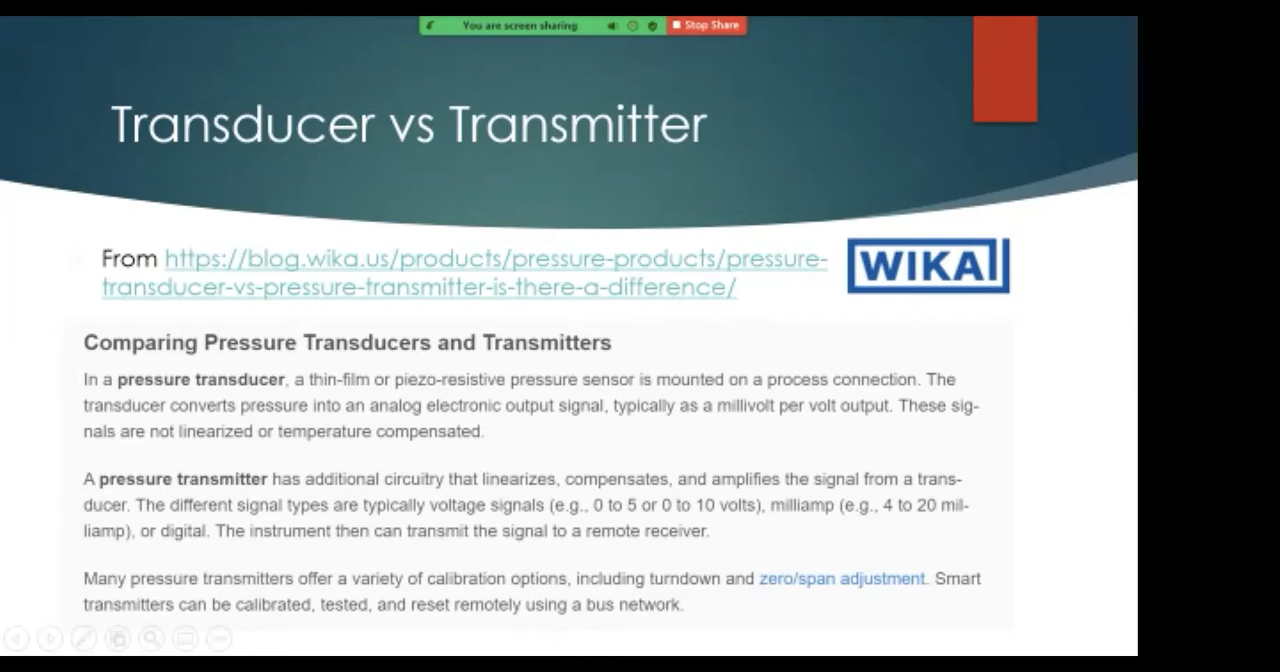 You are screen sharing
Stop Share
Transducer vs Transmitter
From https://blog.wika.us/products/pressure-products/pressure-
transducer-vs-pressure-transmitter-is-there-a-difference/
WIKA
Comparing Pressure Transducers and Transmitters
In a pressure transducer, a thin-film or piezo-resistive pressure sensor is mounted on a process connection. The
transducer converts pressure into an analog electronic output signal, typically as a millivolt per volt output. These sig-
nals are not linearized or temperature compensated.
A pressure transmitter has additional circuitry that linearizes, compensates, and amplifies the signal from a trans-
ducer. The different signal types are typically voltage signals (e.g., 0 to 5 or 0 to 10 volts), milliamp (e.g., 4 to 20 mil-
liamp), or digital. The instrument then can transmit the signal to a remote receiver.
Many pressure transmitters offer a variety of calibration options, including turndown and zero/span adjustment. Smart
transmitters can be calibrated, tested, and reset remotely using a bus network.